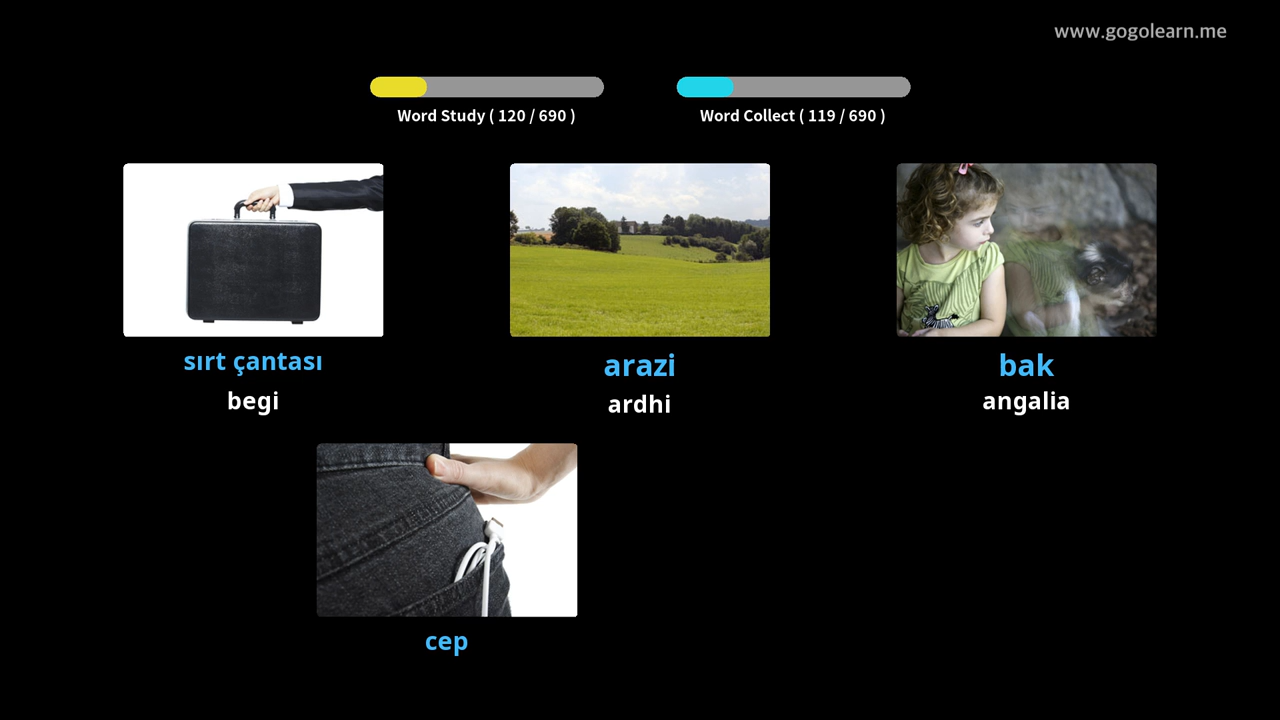 www.gogolearn.me
Word Study ( 120 / 690 )
Word Collect ( 119 / 690 )
sırt çantası
begi
arazi
ardhi
bak
angalia
cep